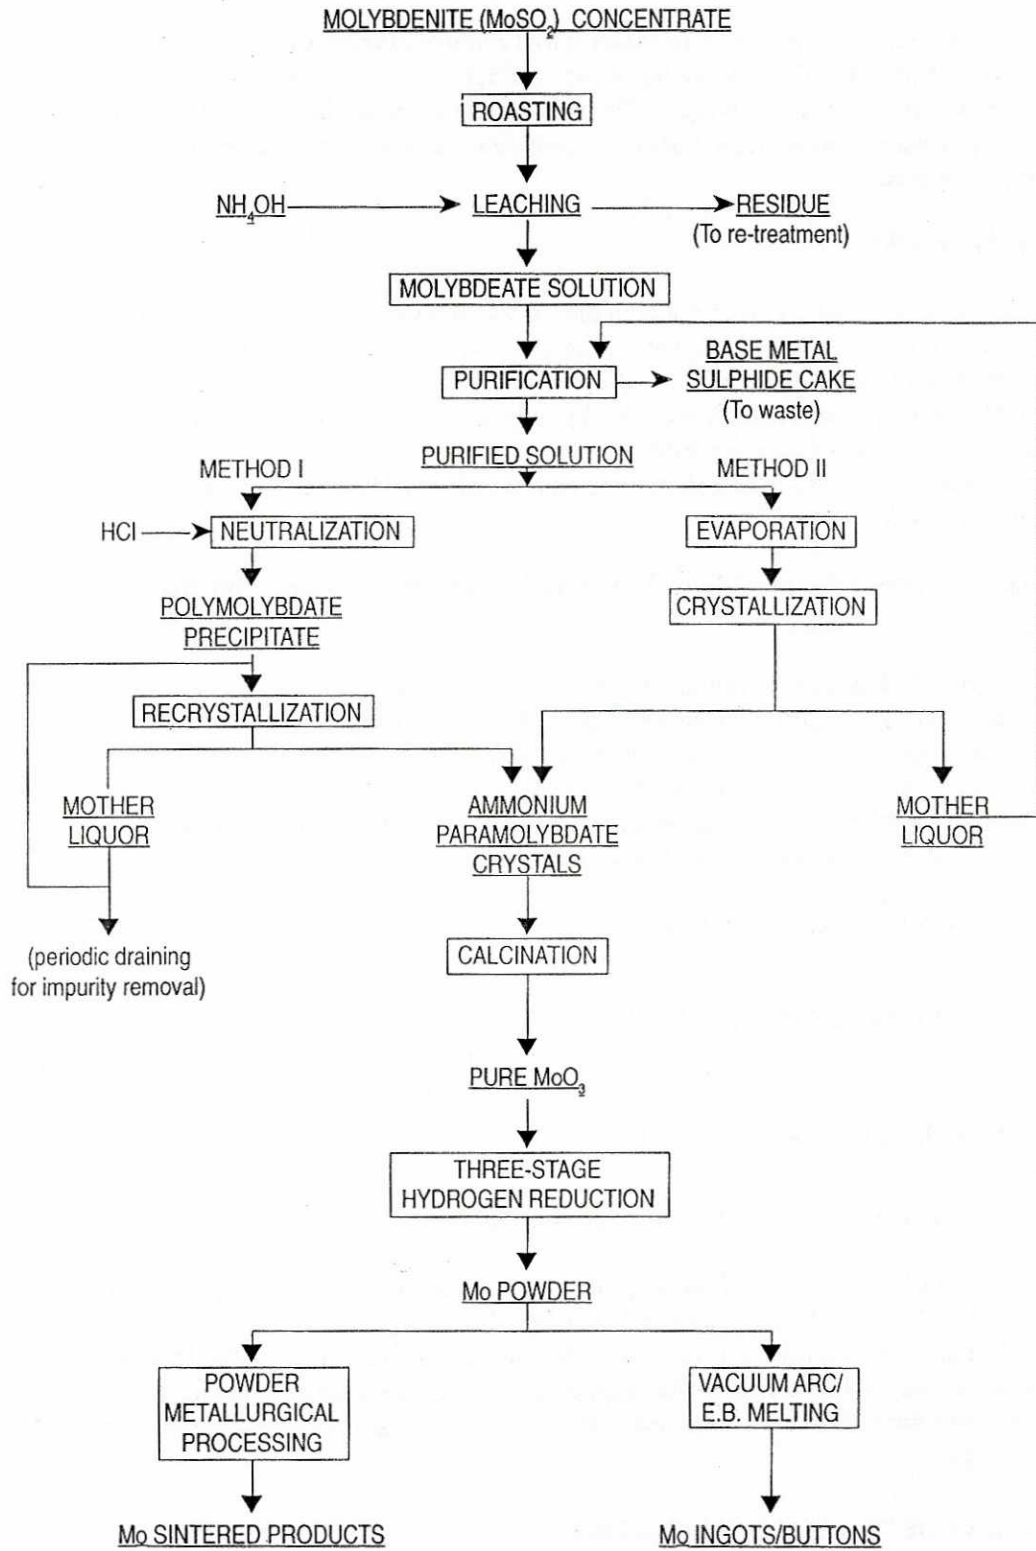 MOLYBDENITE (MoSO₂) CONCENTRATE
ROASTING
NH₄OH
LEACHING
RESIDUE
(To re-treatment)
MOLYBDEATE SOLUTION
PURIFICATION
BASE METAL
SULPHIDE CAKE
(To waste)
PURIFIED SOLUTION
METHOD I
METHOD II
HCl
NEUTRALIZATION
EVAPORATION
POLYMOLYBDATE
PRECIPITATE
CRYSTALLIZATION
RECRYSTALLIZATION
MOTHER
LIQUOR
AMMONIUM
PARAMOLYBDATE
CRYSTALS
MOTHER
LIQUOR
(periodic draining
for impurity removal)
CALCINATION
PURE MoO₃
THREE-STAGE
HYDROGEN REDUCTION
Mo POWDER
POWDER
METALLURGICAL
PROCESSING
VACUUM ARC/
E.B. MELTING
Mo SINTERED PRODUCTS
Mo INGOTS/BUTTONS